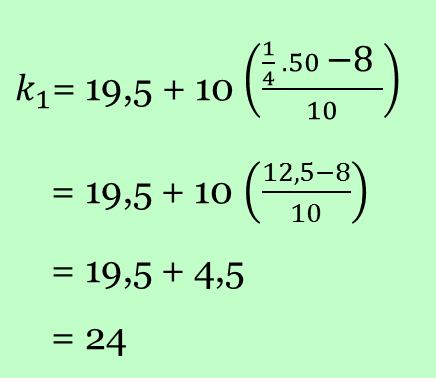 k₁= 19,5 + 10 ((1/4 .50 −8)/10)
= 19,5 + 10 ((12,5−8)/10)
= 19,5 + 4,5
= 24